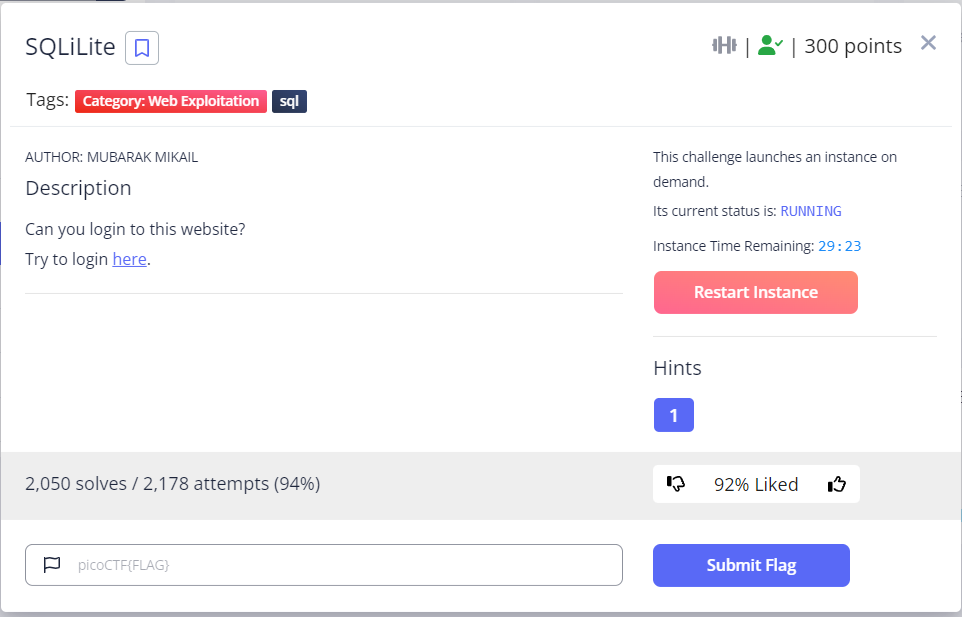 SQLiLite
| | 300 points
Tags: Category: Web Exploitation sql
AUTHOR: MUBARAK MIKAIL
Description
Can you login to this website?
Try to login here.
This challenge launches an instance on
demand.
Its current status is: RUNNING
Instance Time Remaining: 29:23
Restart Instance
Hints
1
2,050 solves / 2,178 attempts (94%)
92% Liked
picoCTF{FLAG}
Submit Flag